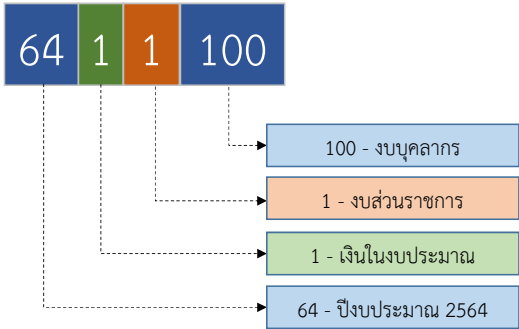 64 1 1 100
100 - งบบุคลากร
1 - งบส่วนราชการ
1 - เงินในงบประมาณ
64 - ปีงบประมาณ 2564